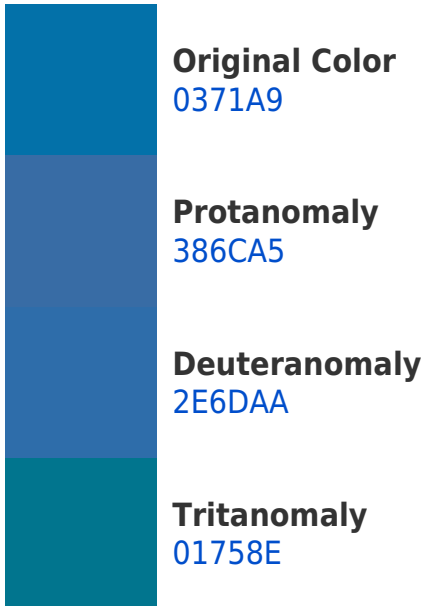 Original Color
0371A9
Protanomaly
386CA5
Deuteranomaly
2E6DAA
Tritanomaly
01758E